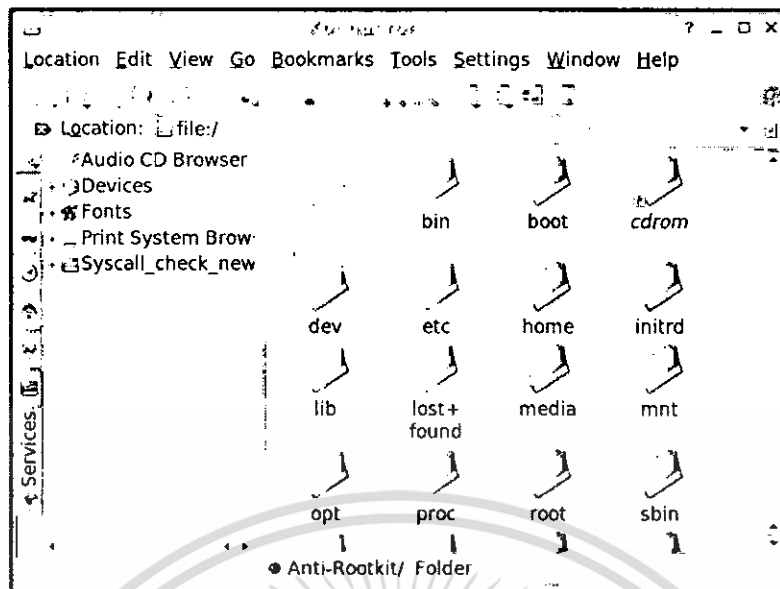 Location Edit View Go Bookmarks Tools Settings Window Help
Location: file:/
Audio CD Browser
Devices
Fonts
Print System Brow
Syscall_check_new
Services
bin boot cdrom
dev etc home initrd
lib lost+ media mnt
found
opt proc root sbin
Anti-Rootkit/ Folder